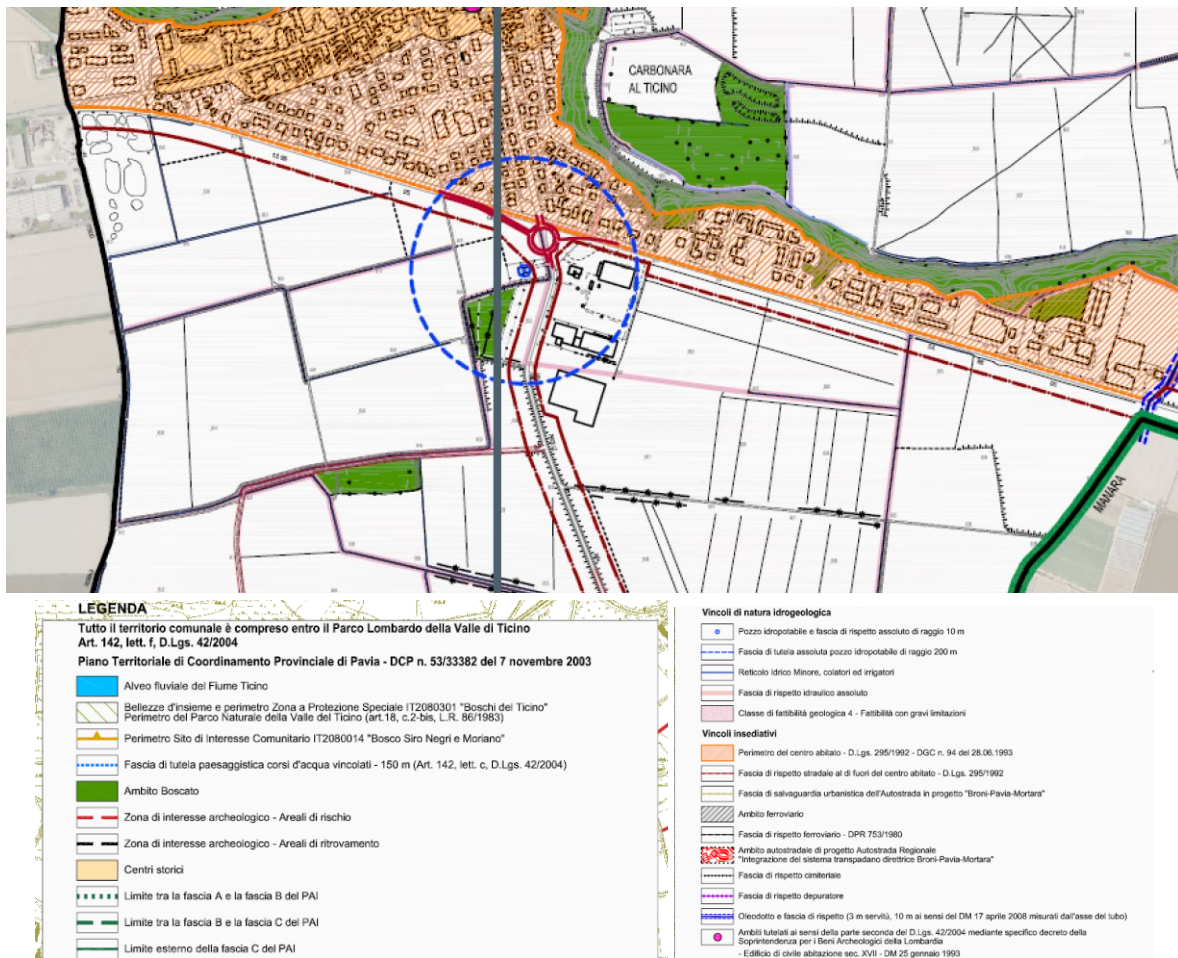 CARBONARA
AL TICINO
MANARA
LEGENDA
Tutto il territorio comunale è compreso entro il Parco Lombardo della Valle di Ticino
Art. 142, lett. f, D.Lgs. 42/2004
Piano Territoriale di Coordinamento Provinciale di Pavia - DCP n. 53/33382 del 7 novembre 2003
Alveo fluviale del Fiume Ticino
Bellezze d'insieme e perimetro Zona a Protezione Speciale IT2080301 "Boschi del Ticino"
Perimetro del Parco Naturale della Valle del Ticino (art.18, c.2-bis, L.R. 86/1983)
Perimetro Sito di Interesse Comunitario IT2080014 "Bosco Siro Negri e Moriano"
Fascia di tutela paesaggistica corsi d'acqua vincolati - 150 m (Art. 142, lett. c, D.Lgs. 42/2004)
Ambito Boscato
Zona di interesse archeologico - Areali di rischio
Zona di interesse archeologico - Areali di ritrovamento
Centri storici
Limite tra la fascia A e la fascia B del PAI
Limite tra la fascia B e la fascia C del PAI
Limite esterno della fascia C del PAI
Vincoli di natura idrogeologica
Pozzo idropotabile e fascia di rispetto assoluto di raggio 10 m
Fascia di tutela assoluta pozzo idropotabile di raggio 200 m
Reticolo Idrico Minore, colatori ed irrigatori
Fascia di rispetto idraulico assoluto
Classe di fattibilità geologica 4 - Fattibilità con gravi limitazioni
Vincoli insediativi
Perimetro del centro abitato - D.Lgs. 295/1992 - DGC n. 94 del 28.06.1993
Fascia di rispetto stradale al di fuori del centro abitato - D.Lgs. 295/1992
Fascia di salvaguardia urbanistica dell'Autostrada in progetto "Broni-Pavia-Mortara"
Ambito ferroviario
Fascia di rispetto ferroviario - DPR 753/1980
Ambito autostradale di progetto Autostrada Regionale
"Integrazione del sistema transpadano direttrice Broni-Pavia-Mortara"
Fascia di rispetto cimiteriale
Fascia di rispetto depuratore
Oleodotto e fascia di rispetto (3 m servitù, 10 m ai sensi del DM 17 aprile 2008 misurati dall'asse del tubo)
Ambiti tutelati ai sensi della parte seconda del D.Lgs. 42/2004 mediante specifico decreto della
Soprintendenza per i Beni Archeologici della Lombardia
- Edificio di civile abitazione sec. XVII - DM 25 gennaio 1993